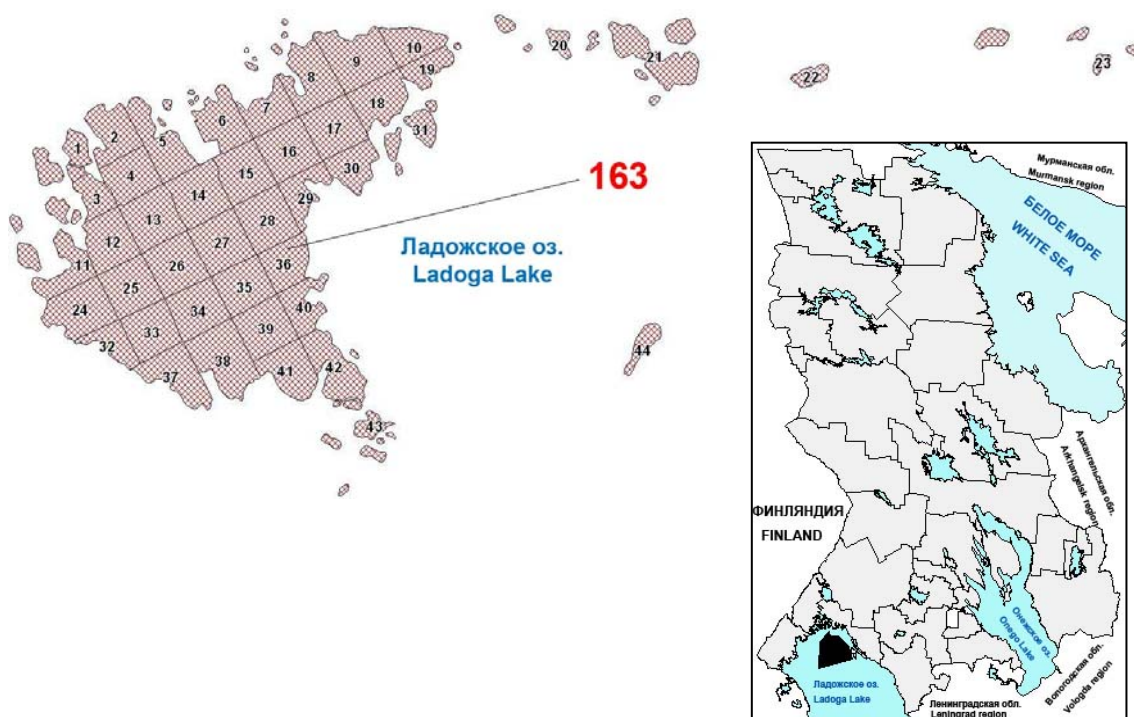 10
9
8
19
20
21
22
23
7
18
6
17
31
2
5
1
16
15
30
4
14
29
3
13
28
12
27
36
11
26
25
35
24
34
40
33
39
32
38
42
37
41
43
44
163
Ладожское оз.
Ladoga Lake
Мурманская обл.
Murmansk region
БЕЛОЕ МОРЕ
WHITE SEA
Архангельская обл.
Arkhangelsk region
ФИНЛЯНДИЯ
FINLAND
Онежское оз.
Onego Lake
Вологодская обл.
Vologda region
Ладожское оз.
Ladoga Lake
Ленинградская обл.
Leningrad region